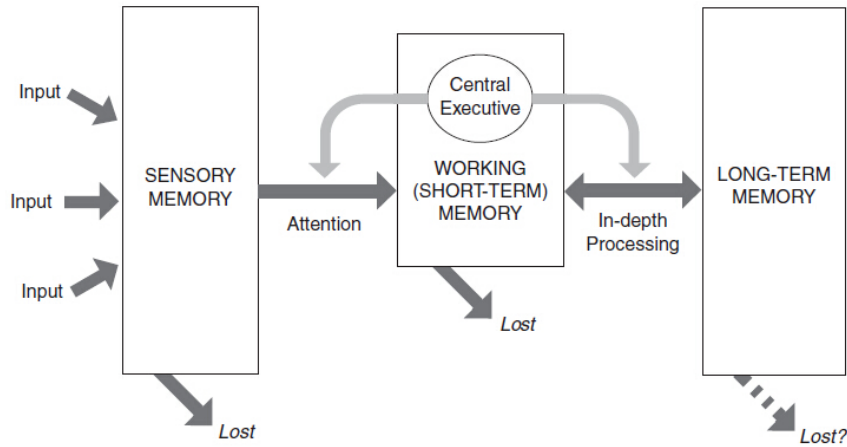 Input
Input
Input
SENSORY
MEMORY
Lost
Attention
Central
Executive
WORKING
(SHORT-TERM)
MEMORY
Lost
In-depth
Processing
LONG-TERM
MEMORY
Lost?